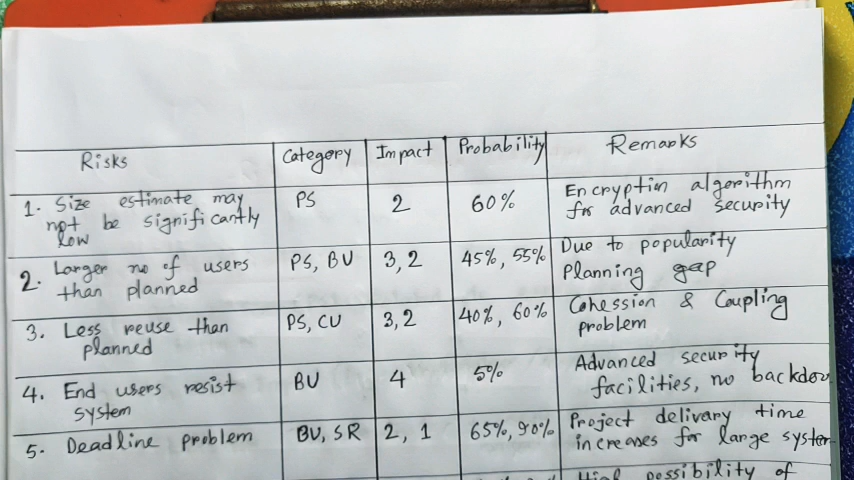 Risks Category Impact Probability Remarks
1. Size estimate may PS 2 60% Encryption algorithm
not be significantly for advanced security
low
2. Larger no of users PS, BU 3, 2 45%, 55% Due to popularity
than planned Planning gap
3. Less reuse than PS, CU 3,2 40%, 60% Cohession & Coupling
planned problem
4. End users resist BU 4 5% Advanced security
system facilities, no backdoor
5. Deadline problem BU, SR 2, 1 65%, 90% Project delivary time
increases for large system
High possibility of